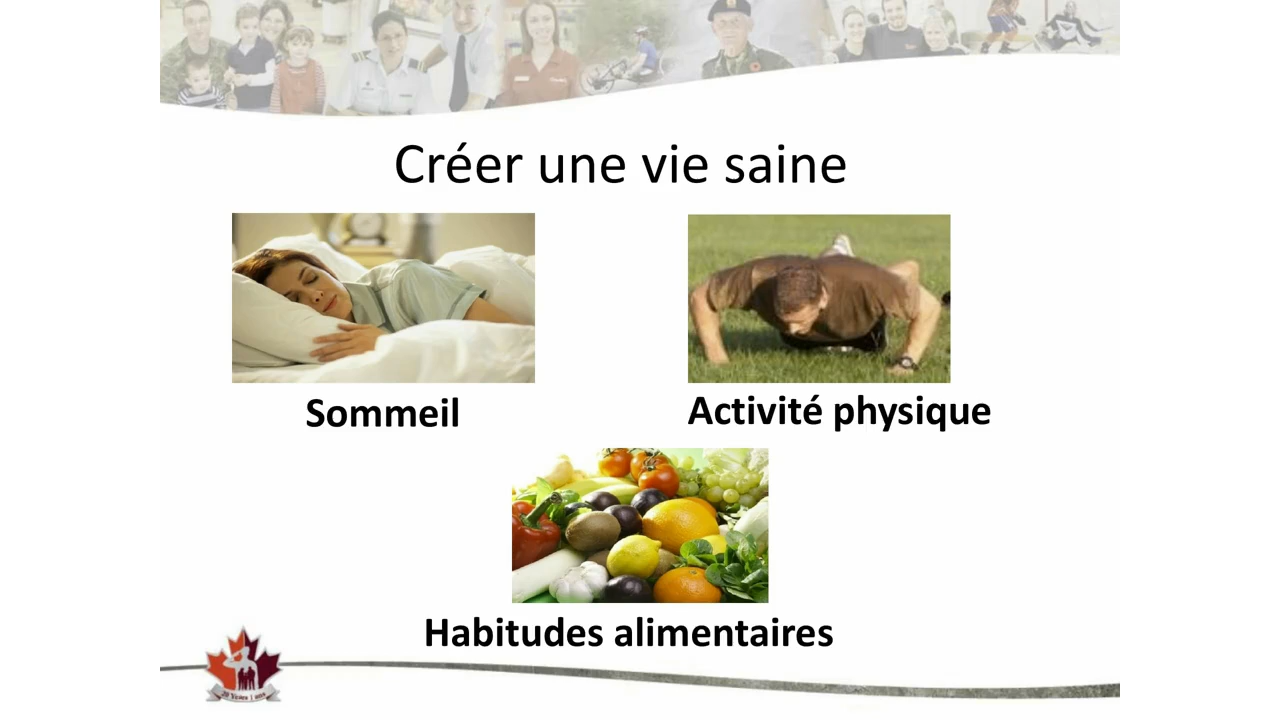 Créer une vie saine
Sommeil
Activité physique
Habitudes alimentaires